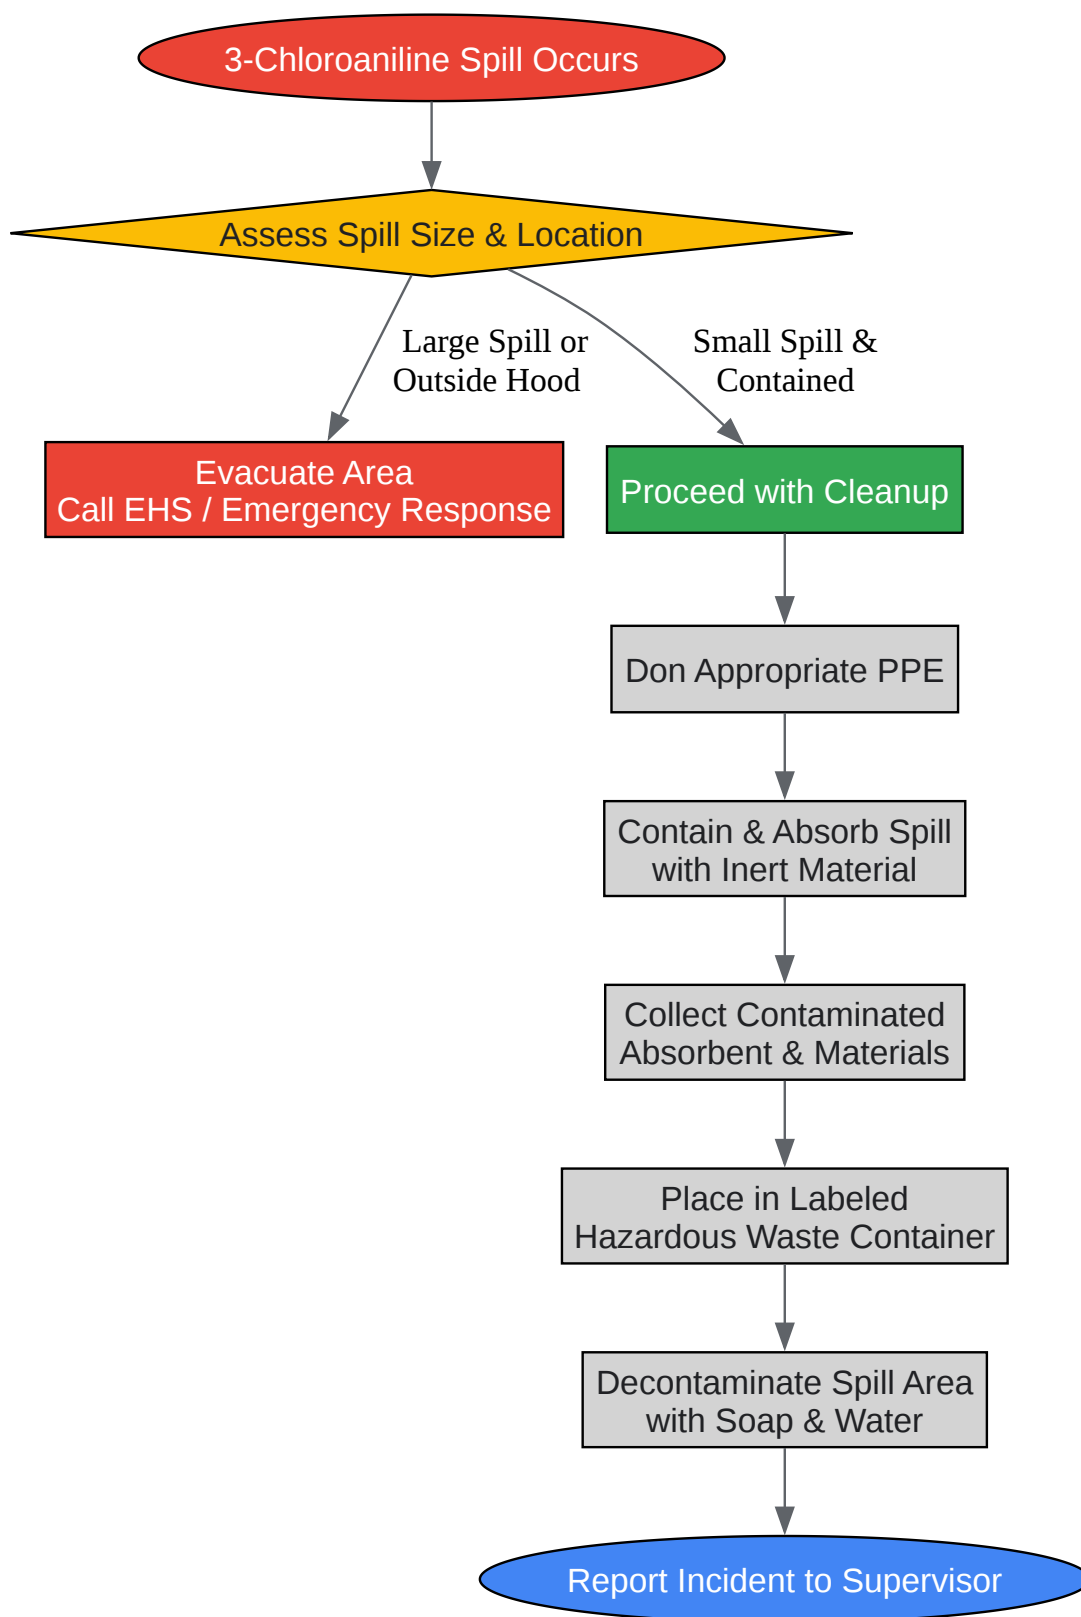 3-Chloroaniline Spill Occurs
Assess Spill Size & Location
Large Spill or
Outside Hood
Small Spill &
Contained
Evacuate Area
Call EHS / Emergency Response
Proceed with Cleanup
Don Appropriate PPE
Contain & Absorb Spill
with Inert Material
Collect Contaminated
Absorbent & Materials
Place in Labeled
Hazardous Waste Container
Decontaminate Spill Area
with Soap & Water
Report Incident to Supervisor